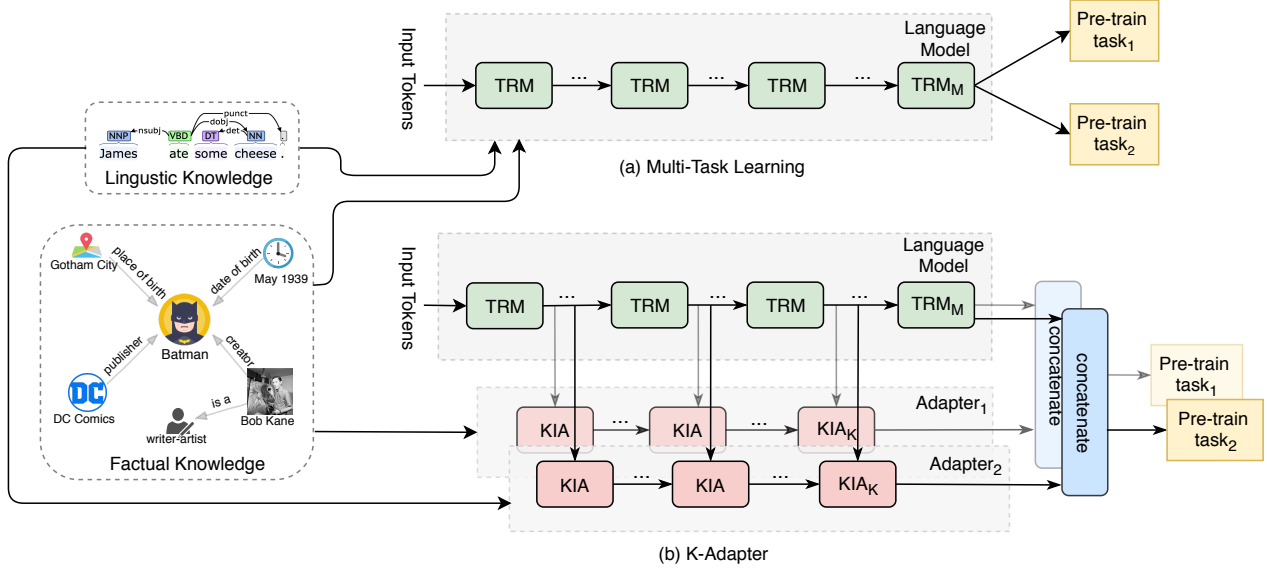 Input Tokens
Language
Model
TRM
...
TRM
...
TRM
...
TRM_M
Pre-train
task_1
Pre-train
task_2
(a) Multi-Task Learning
punct
dobj
nsubj
det
NNP
VBD
DT
NN
.
James
ate
some
cheese
.
Lingustic Knowledge
Gotham City
place of birth
date of birth
May 1939
Batman
publisher
creator
DC
DC Comics
is a
Bob Kane
writer-artist
Factual Knowledge
Input Tokens
Language
Model
TRM
...
TRM
...
TRM
...
TRM_M
concatenate
concatenate
Pre-train
task_1
Pre-train
task_2
Adapter_1
KIA
...
KIA
...
KIA_K
Adapter_2
KIA
...
KIA
...
KIA_K
(b) K-Adapter